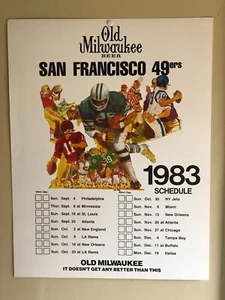 Old
Milwaukee
BEER
SAN FRANCISCO 49ers
1983
SCHEDULE
Sun. Sept. 4 Philadelphia
Thur. Sept. 8 at Minnesota
Sun. Sept. 18 at St. Louis
Sun. Sept. 25 Atlanta
Sun. Oct. 2 at New England
Sun. Oct. 9 LA Rams
Sun. Oct. 16 at New Orleans
Sun. Oct. 23 at LA Rams
Sun. Oct. 30 NY Jets
Sun. Nov. 6 Miami
Sun. Nov. 13 New Orleans
Sun. Nov. 20 at Atlanta
Sun. Nov. 27 at Chicago
Sun. Dec. 4 Tampa Bay
Sun. Dec. 11 at Buffalo
Mon. Dec. 19 Dallas
OLD MILWAUKEE
IT DOESN'T GET ANY BETTER THAN THIS